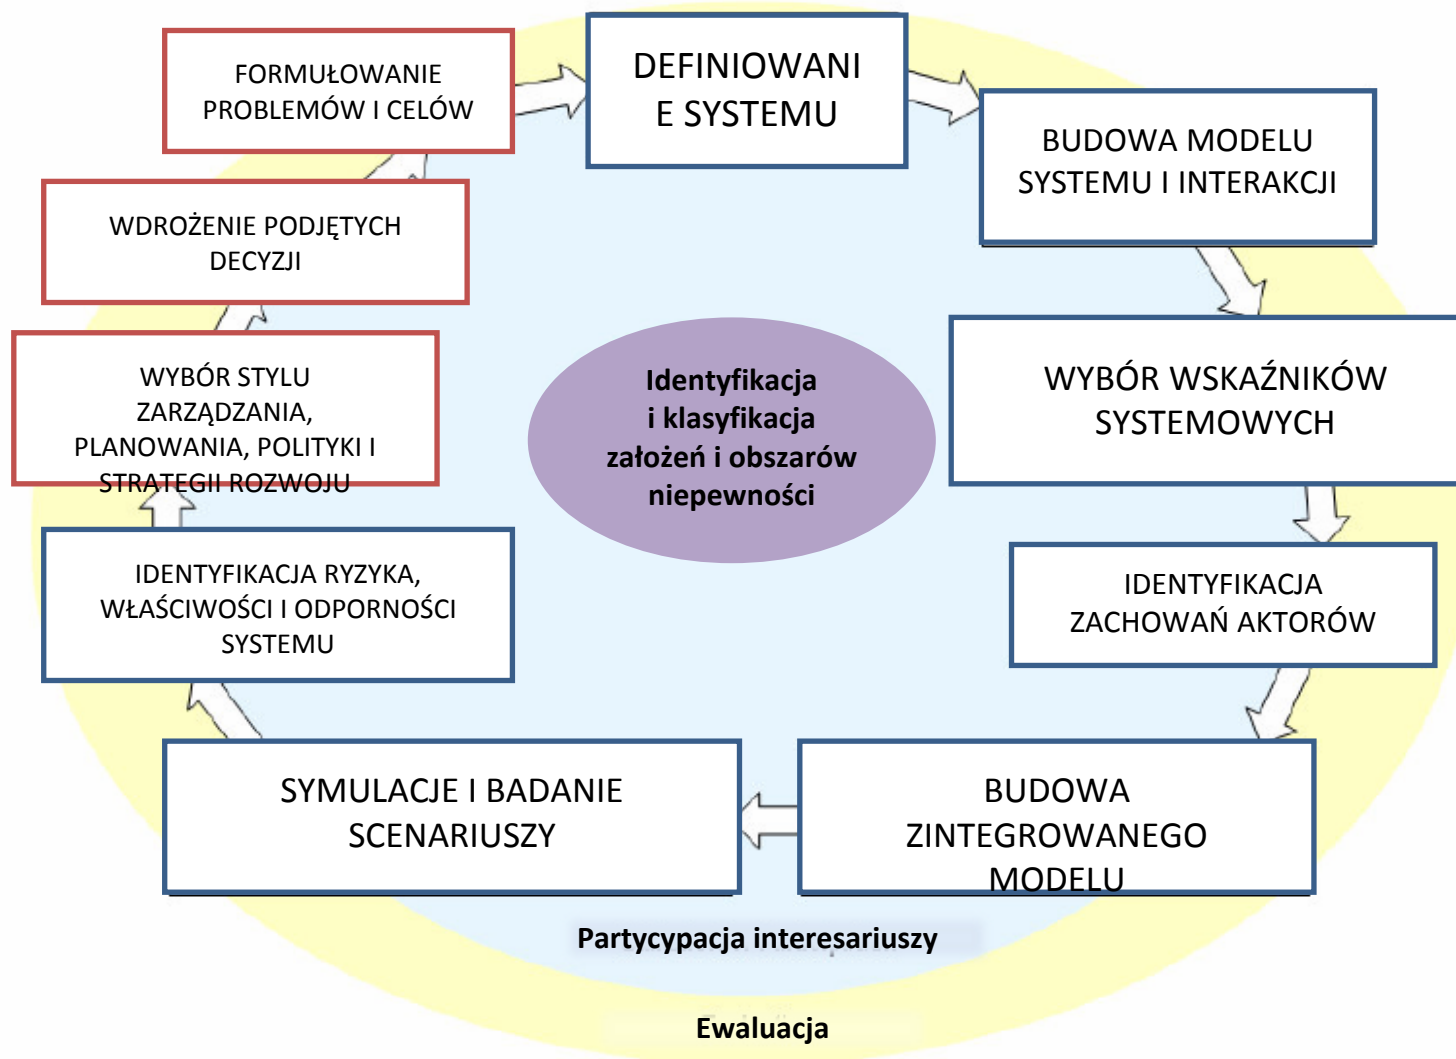 FORMUŁOWANIE
PROBLEMÓW I CELÓW
DEFINIOWANI
E SYSTEMU
BUDOWA MODELU
SYSTEMU I INTERAKCJI
WYBÓR WSKAŹNIKÓW
SYSTEMOWYCH
IDENTYFIKACJA
ZACHOWAŃ AKTORÓW
BUDOWA
ZINTEGROWANEGO
MODELU
SYMULACJE I BADANIE
SCENARIUSZY
IDENTYFIKACJA RYZYKA,
WŁAŚCIWOŚCI I ODPORNOŚCI
SYSTEMU
WYBÓR STYLU
ZARZĄDZANIA,
PLANOWANIA, POLITYKI I
STRATEGII ROZWOJU
WDROŻENIE PODJĘTYCH
DECYZJI
Identyfikacja
i klasyfikacja
założeń i obszarów
niepewności
Partycypacja interesariuszy
Ewaluacja